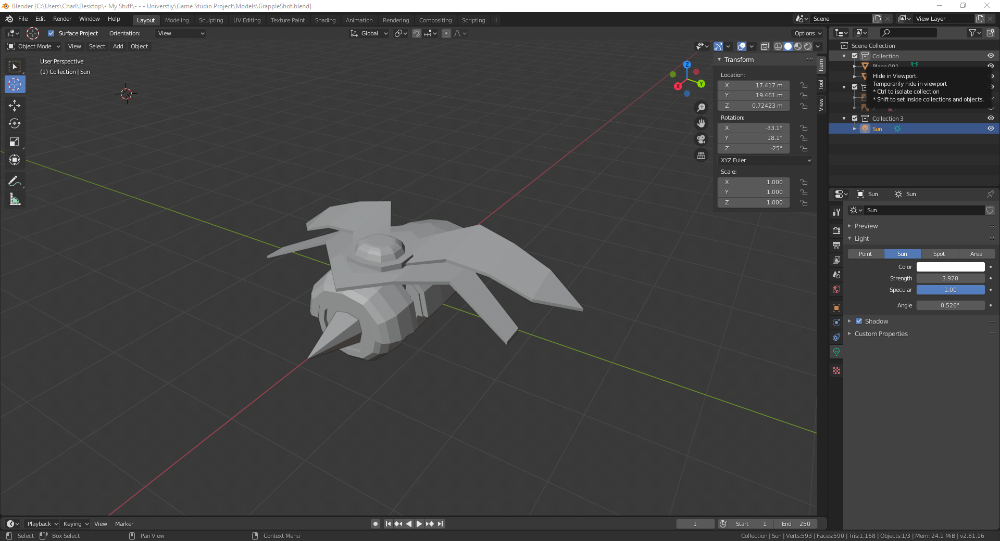 Blender [C:\Users\Charl\Desktop\- My Stuff\- - - Universtiy\Game Studio Project\Models\GrappleShot.blend]
File Edit Render Window Help Layout Modeling Sculpting UV Editing Texture Paint Shading Animation Rendering Compositing Scripting + Scene View Layer
Surface Project Orientation: View Global Options
Object Mode View Select Add Object
User Perspective
(1) Collection | Sun
Z
Y
X
Transform
Location:
X 17.417 m
Y 19.461 m
Z 0.72423 m
Rotation:
X -33.1°
Y 18.1°
Z -25°
XYZ Euler
Scale:
X 1.000
Y 1.000
Z 1.000
Item
Tool
View
Scene Collection
Collection
Plane.001
Hide in Viewport.
Temporarily hide in viewport
* Ctrl to isolate collection
* Shift to set inside collections and objects.
Collection 3
Sun
Sun Sun
Sun
Preview
Light
Point Sun Spot Area
Color
Strength 3.920
Specular 1.00
Angle 0.526°
Shadow
Custom Properties
Playback Keying View Marker 1 Start 1 End 250
Select Box Select Pan View Context Menu Collection | Sun | Verts:593 | Faces:590 | Tris:1,168 | Objects:1/3 | Mem: 24.1 MiB | v2.81.16